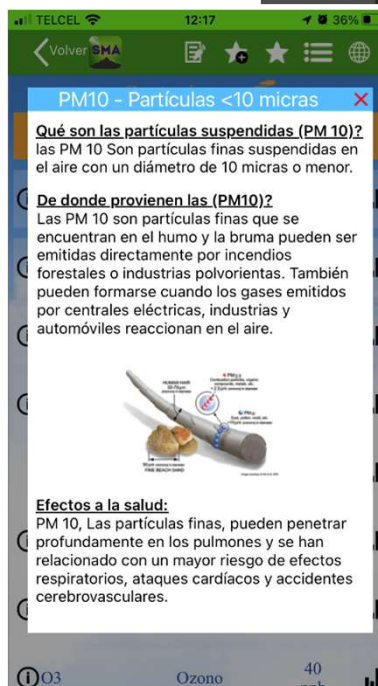 TELCEL 12:17 36%
Volver SMA
PM10 - Partículas <10 micras
Qué son las partículas suspendidas (PM 10)?
las PM 10 Son partículas finas suspendidas en
el aire con un diámetro de 10 micras o menor.
De donde provienen las (PM10)?
Las PM 10 son partículas finas que se
encuentran en el humo y la bruma pueden ser
emitidas directamente por incendios
forestales o industrias polvorientas. También
pueden formarse cuando los gases emitidos
por centrales eléctricas, industrias y
automóviles reaccionan en el aire.
HUMAN HAIR
FINE BEACH SAND
Efectos a la salud:
PM 10, Las partículas finas, pueden penetrar
profundamente en los pulmones y se han
relacionado con un mayor riesgo de efectos
respiratorios, ataques cardíacos y accidentes
cerebrovasculares.
O3 Ozono 40